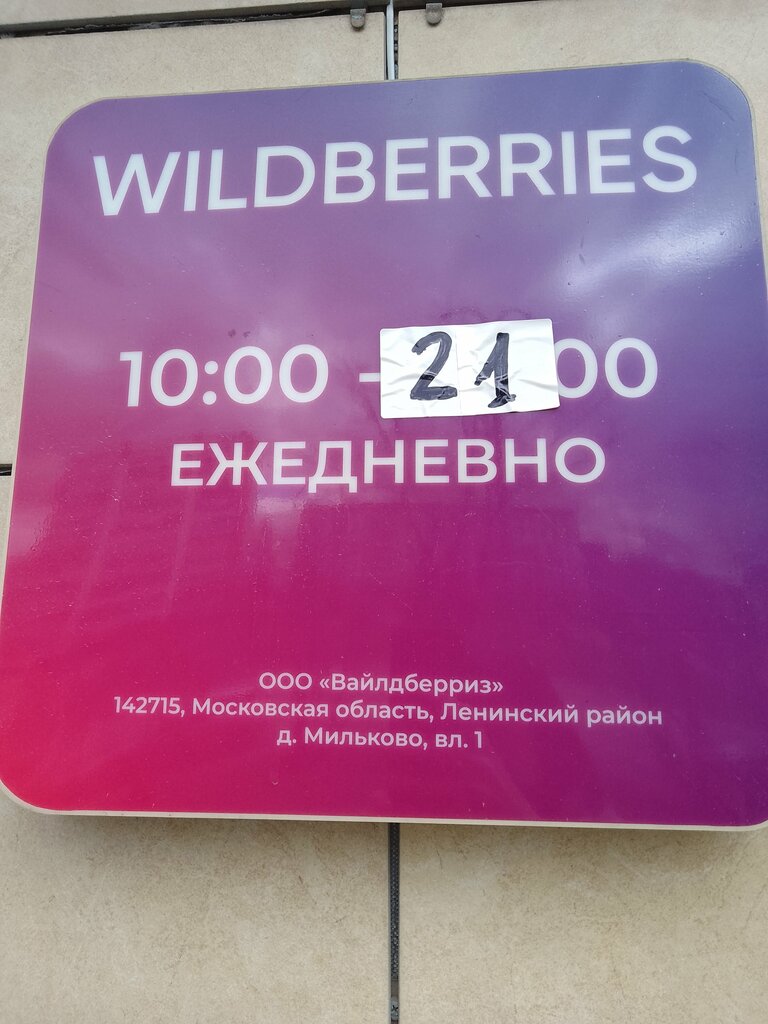 WILDBERRIES
10:00 - 21 00
ЕЖЕДНЕВНО
ООО «Вайлдберриз»
142715, Московская область, Ленинский район
д. Мильково, вл. 1